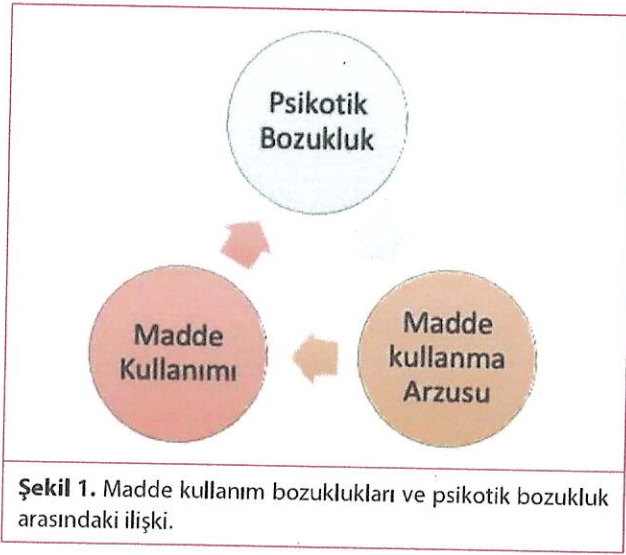 Psikotik
Bozukluk
Madde
Kullanımı
Madde
kullanma
Arzusu
Şekil 1. Madde kullanım bozuklukları ve psikotik bozukluk
arasındaki ilişki.